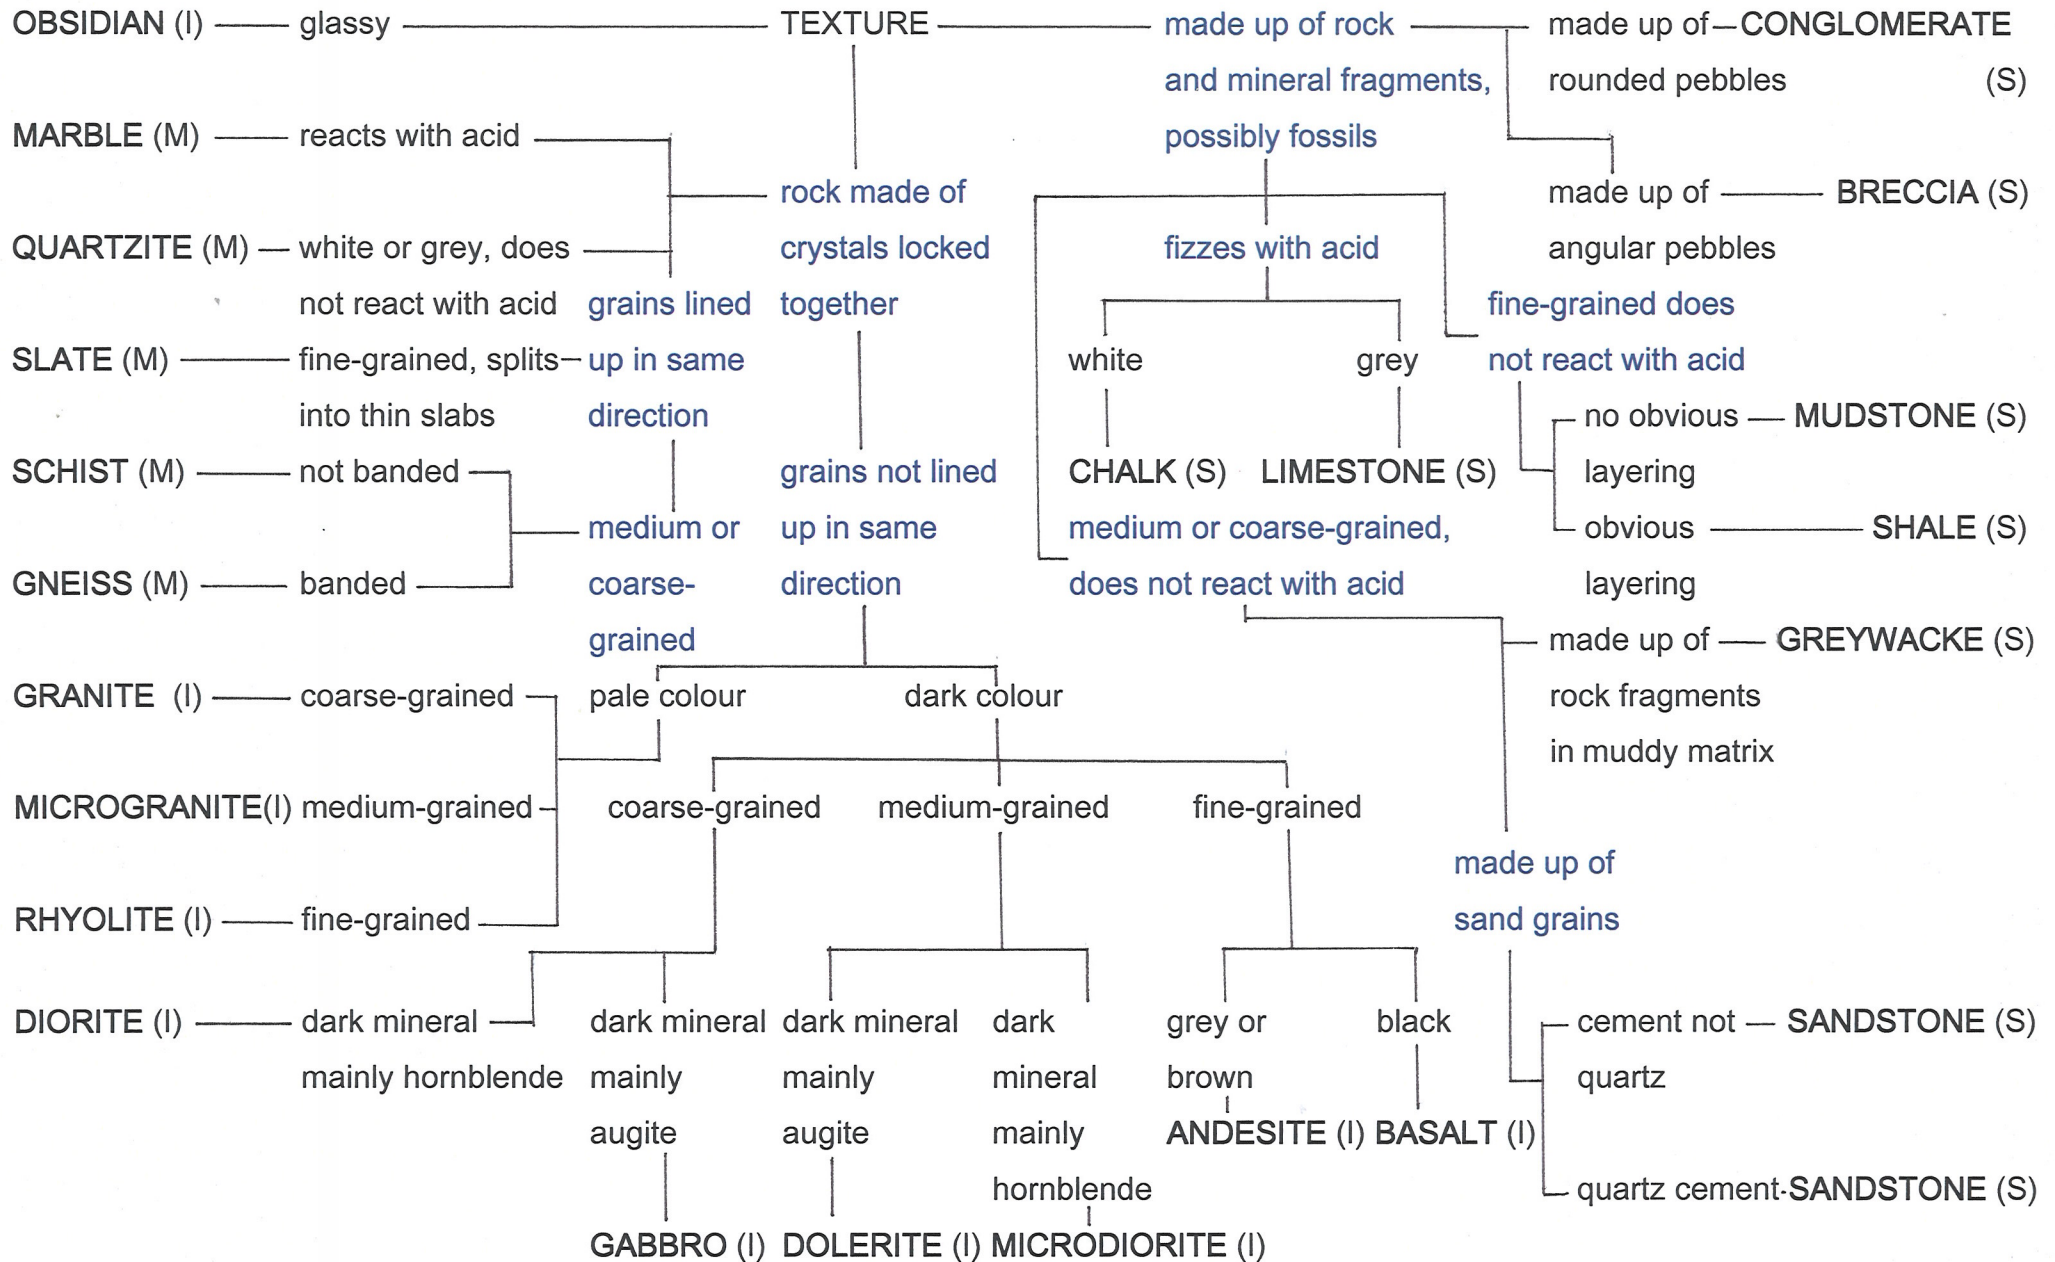 OBSIDIAN (I) glassy TEXTURE made up of rock made up of CONGLOMERATE
and mineral fragments, rounded pebbles (S)
MARBLE (M) reacts with acid possibly fossils
rock made of made up of BRECCIA (S)
QUARTZITE (M) white or grey, does crystals locked fizzes with acid angular pebbles
not react with acid grains lined together fine-grained does
SLATE (M) fine-grained, splits up in same white grey not react with acid
into thin slabs direction no obvious MUDSTONE (S)
SCHIST (M) not banded grains not lined CHALK (S) LIMESTONE (S) layering
medium or up in same medium or coarse-grained, obvious SHALE (S)
GNEISS (M) banded coarse- direction does not react with acid layering
grained made up of GREYWACKE (S)
GRANITE (I) coarse-grained pale colour dark colour rock fragments
in muddy matrix
MICROGRANITE(I) medium-grained coarse-grained medium-grained fine-grained
made up of
RHYOLITE (I) fine-grained sand grains
DIORITE (I) dark mineral dark mineral dark mineral dark grey or black cement not SANDSTONE (S)
mainly hornblende mainly mainly mineral brown quartz
augite augite mainly ANDESITE (I) BASALT (I)
hornblende quartz cement SANDSTONE (S)
GABBRO (I) DOLERITE (I) MICRODIORITE (I)